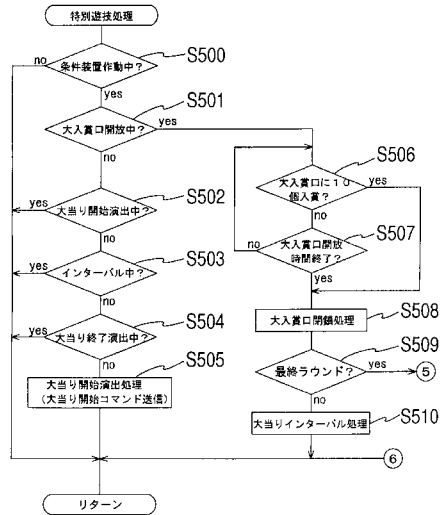 特別遊技処理
S500
no
条件装置作動中？
yes
S501
大入賞口開放中？
yes
no
S502
yes
大当り開始演出中？
no
S503
yes
インターバル中？
no
S504
yes
大当り終了演出中？
no
S505
大当り開始演出処理
（大当り開始コマンド送信）
リターン
S506
大入賞口に１０
個入賞？
yes
no
S507
no
大入賞口開放
時間終了？
yes
S508
大入賞口閉鎖処理
S509
最終ラウンド？
yes
5
no
S510
大当りインターバル処理
6